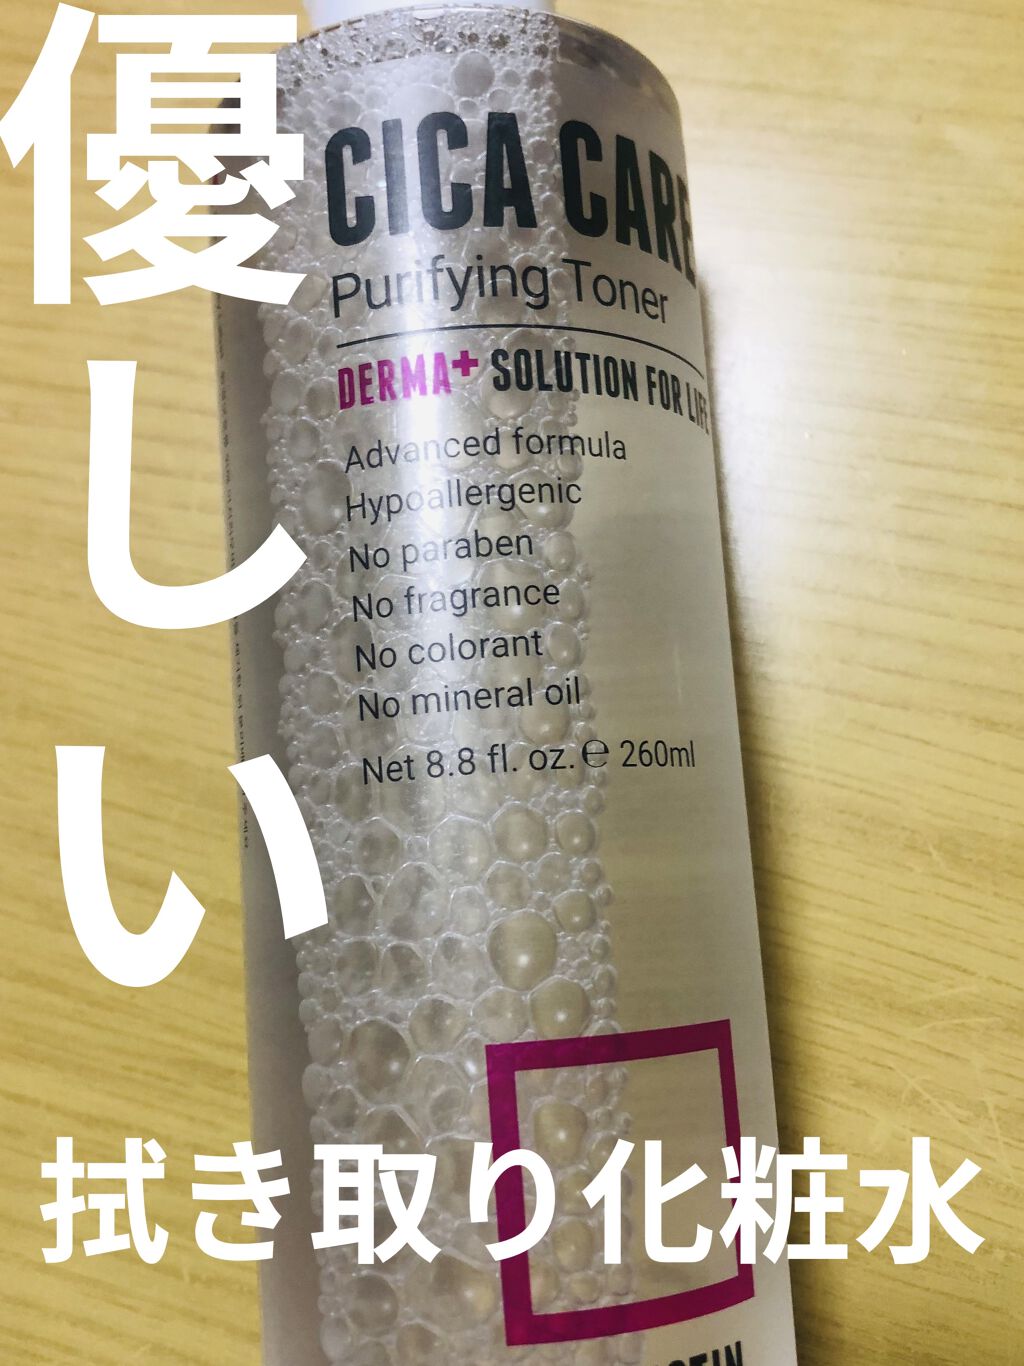 優しい
CICA CARE
Purifying Toner
DERMA+ SOLUTION FOR LIFE
Advanced formula
Hypoallergenic
No paraben
No fragrance
No colorant
No mineral oil
Net 8.8 fl. oz. ℮ 260ml
拭き取り化粧水